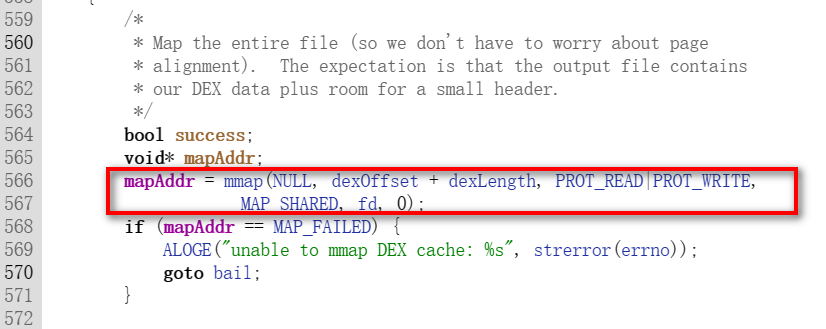 559 /*
560 * Map the entire file (so we don't have to worry about page
561 * alignment).  The expectation is that the output file contains
562 * our DEX data plus room for a small header.
563 */
564 bool success;
565 void* mapAddr;
566 mapAddr = mmap(NULL, dexOffset + dexLength, PROT_READ|PROT_WRITE,
567 MAP_SHARED, fd, 0);
568 if (mapAddr == MAP_FAILED) {
569 ALOGE("unable to mmap DEX cache: %s", strerror(errno));
570 goto bail;
571 }
572